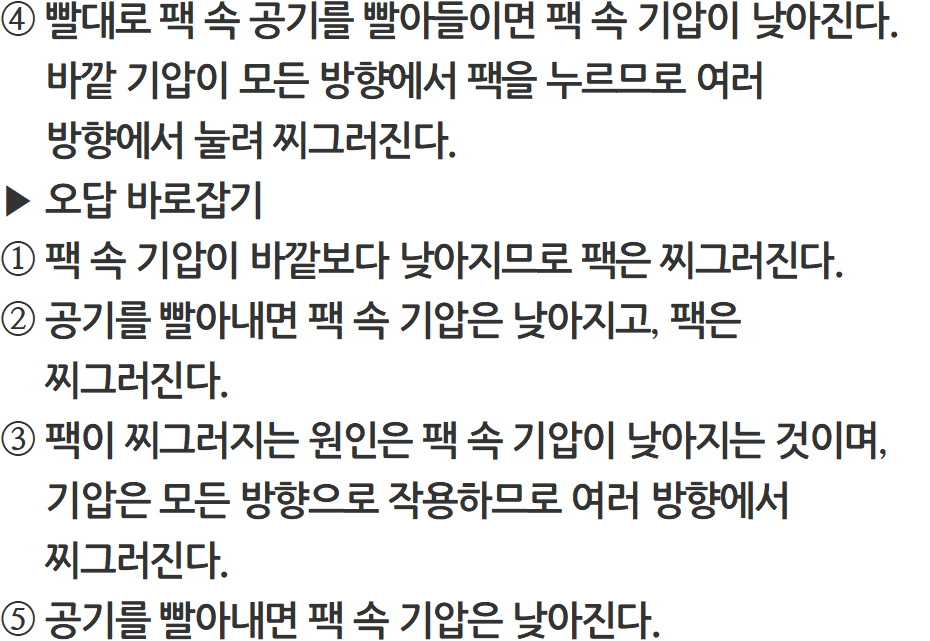 ④ 빨대로 팩 속 공기를 빨아들이면 팩 속 기압이 낮아진다.
바깥 기압이 모든 방향에서 팩을 누르므로 여러
방향에서 눌려 찌그러진다.
▶ 오답 바로잡기
① 팩 속 기압이 바깥보다 낮아지므로 팩은 찌그러진다.
② 공기를 빨아내면 팩 속 기압은 낮아지고, 팩은
찌그러진다.
③ 팩이 찌그러지는 원인은 팩 속 기압이 낮아지는 것이며,
기압은 모든 방향으로 작용하므로 여러 방향에서
찌그러진다.
⑤ 공기를 빨아내면 팩 속 기압은 낮아진다.